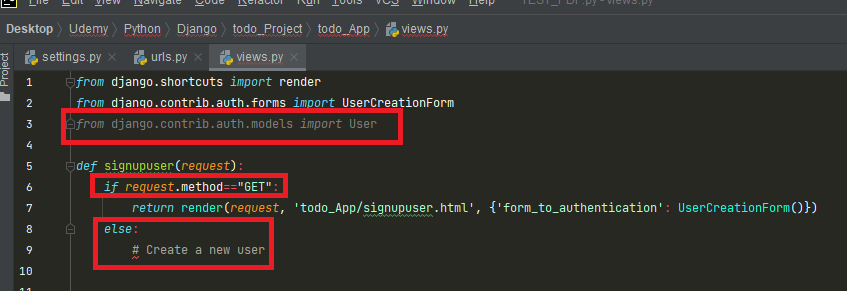 File Edit View Navigate Code Refactor Run Tools VCS Window Help TEST_PDF.py - views.py
Desktop Udemy Python Django todo_Project todo_App views.py
settings.py urls.py views.py
Project
1 from django.shortcuts import render
2 from django.contrib.auth.forms import UserCreationForm
3 from django.contrib.auth.models import User
4
5 def signupuser(request):
6 if request.method=="GET":
7 return render(request, 'todo_App/signupuser.html', {'form_to_authentication': UserCreationForm()})
8 else:
9 # Create a new user
10